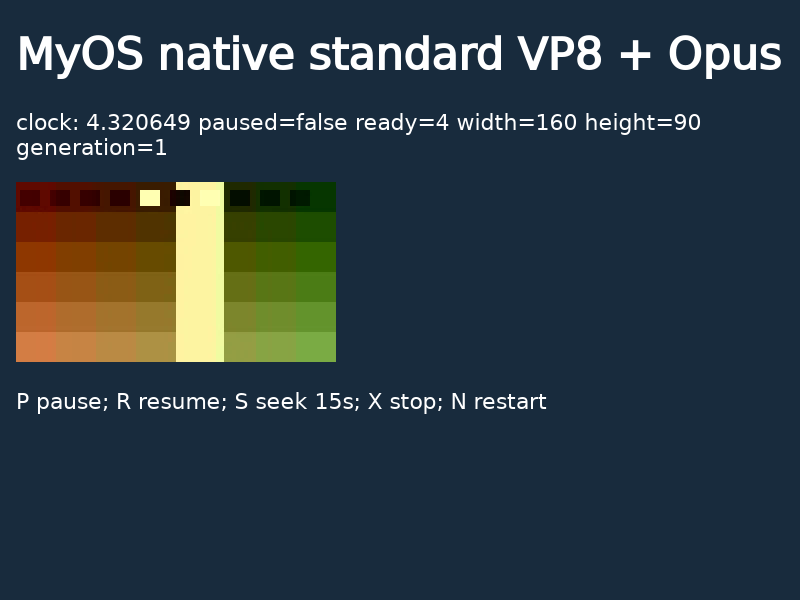 MyOS native standard VP8 + Opus
clock: 4.320649 paused=false ready=4 width=160 height=90
generation=1
P pause; R resume; S seek 15s; X stop; N restart